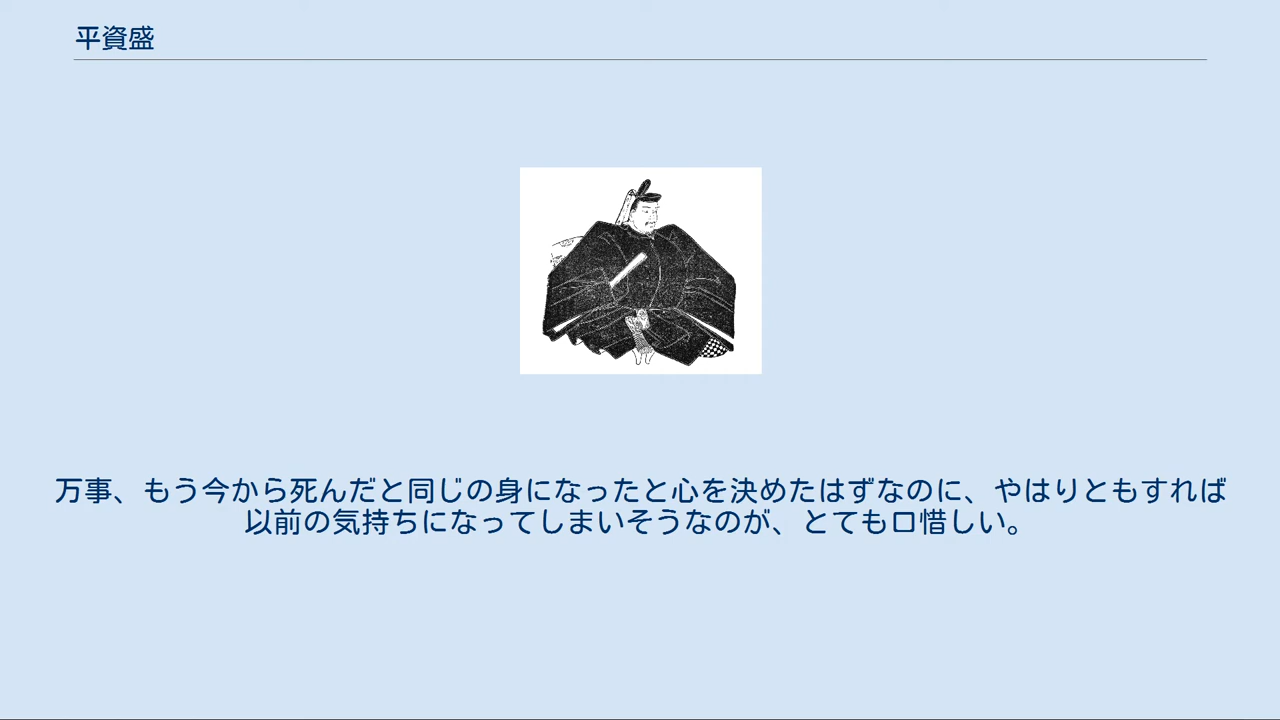 平資盛
万事、もう今から死んだと同じの身になったと心を決めたはずなのに、やはりともすれば
以前の気持ちになってしまいそうなのが、とても口惜しい。